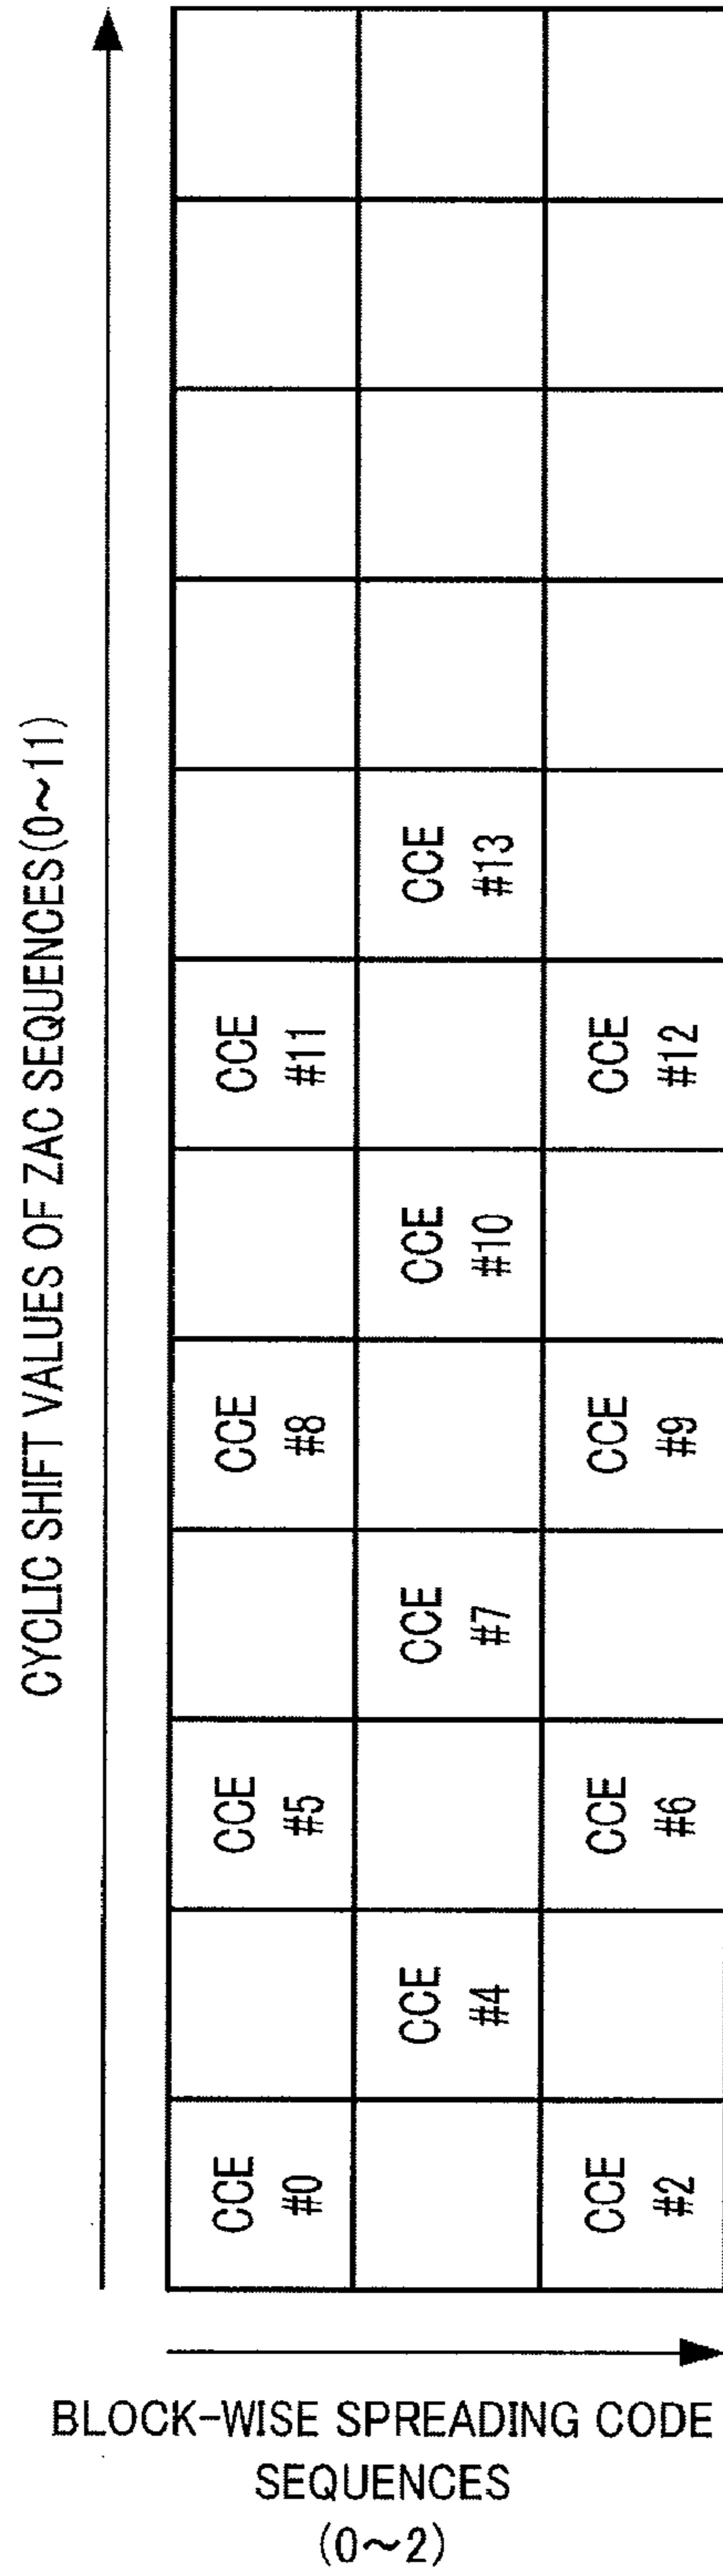 CYCLIC SHIFT VALUES OF ZAC SEQUENCES(0~11)
CCE
#0
CCE
#5
CCE
#8
CCE
#11
CCE
#4
CCE
#7
CCE
#10
CCE
#13
CCE
#2
CCE
#6
CCE
#9
CCE
#12
BLOCK-WISE SPREADING CODE
SEQUENCES
(0~2)